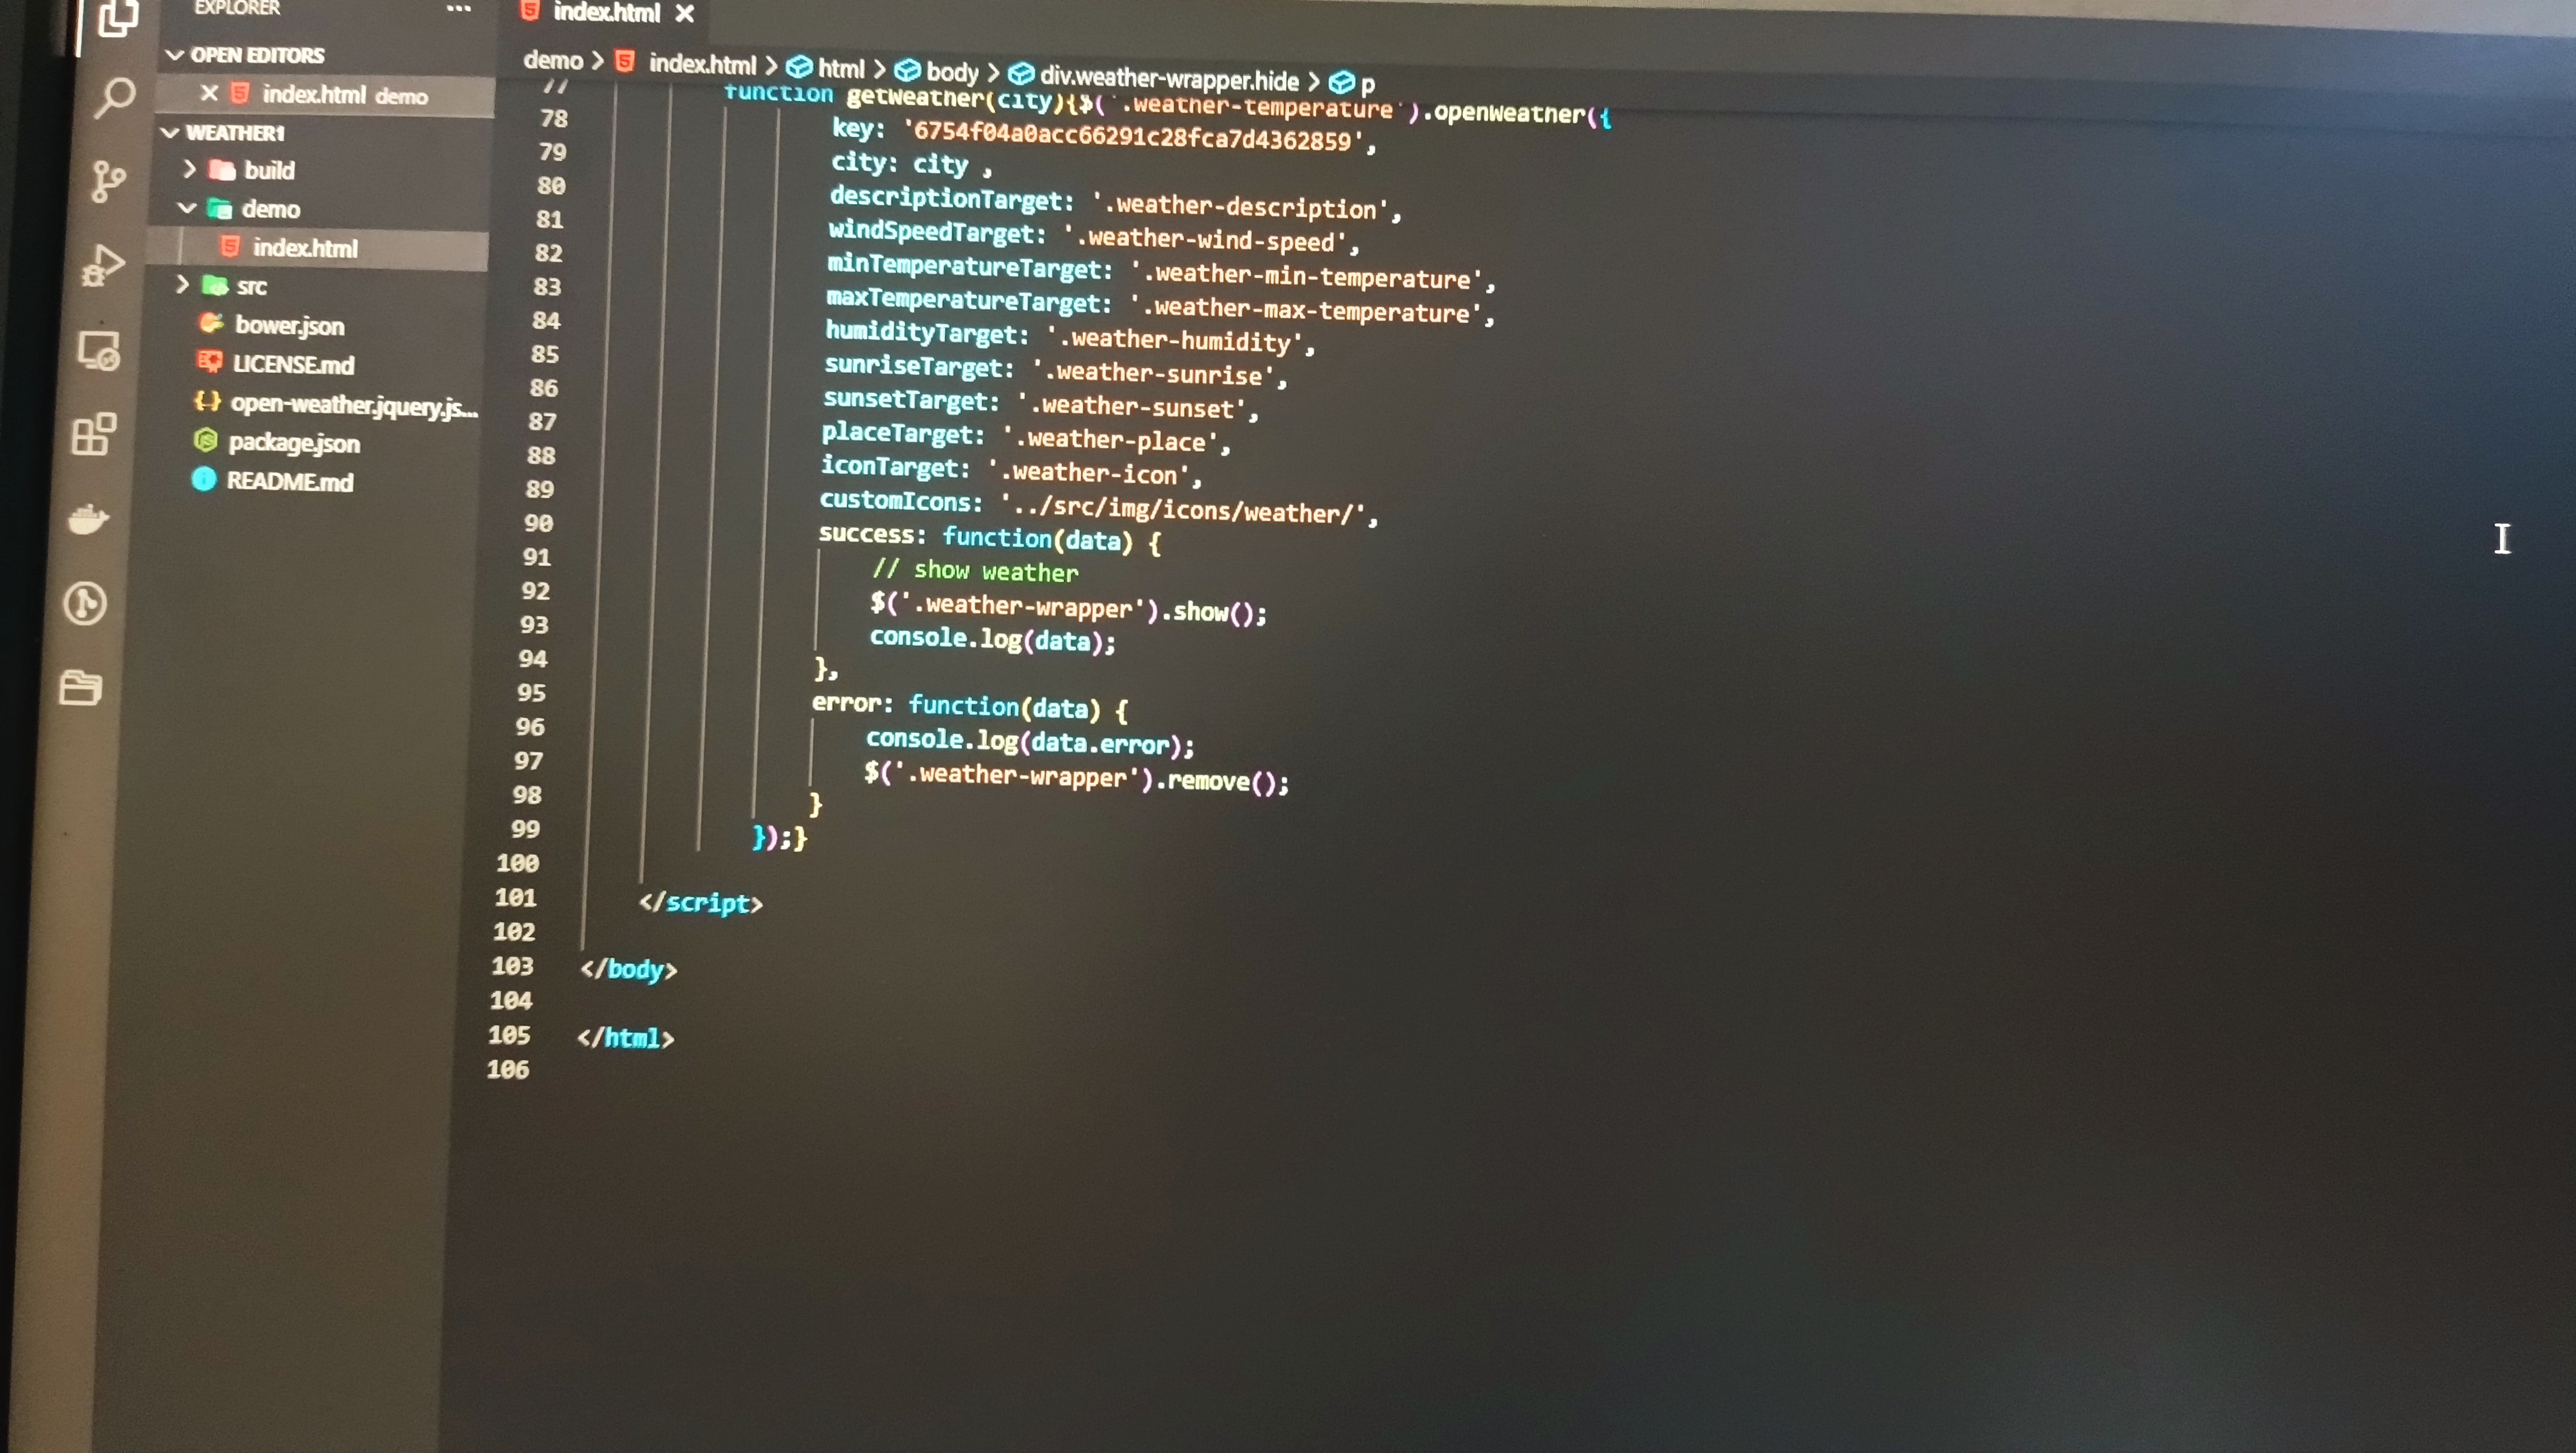 EXPLORER ...
OPEN EDITORS
index.html demo
WEATHER1
build
demo
index.html
src
bower.json
LICENSE.md
open-weather.jquery.js...
package.json
README.md
index.html
demo > index.html > html > body > div.weather-wrapper.hide > p
77 function getWeather(city){$('.weather-temperature').openWeather({
78 key: '6754f04a0acc66291c28fca7d4362859',
79 city: city ,
80 descriptionTarget: '.weather-description',
81 windSpeedTarget: '.weather-wind-speed',
82 minTemperatureTarget: '.weather-min-temperature',
83 maxTemperatureTarget: '.weather-max-temperature',
84 humidityTarget: '.weather-humidity',
85 sunriseTarget: '.weather-sunrise',
86 sunsetTarget: '.weather-sunset',
87 placeTarget: '.weather-place',
88 iconTarget: '.weather-icon',
89 customIcons: '../src/img/icons/weather/',
90 success: function(data) {
91 // show weather
92 $('.weather-wrapper').show();
93 console.log(data);
94 },
95 error: function(data) {
96 console.log(data.error);
97 $('.weather-wrapper').remove();
98 }
99 });}
100
101 </script>
102
103 </body>
104
105 </html>
106